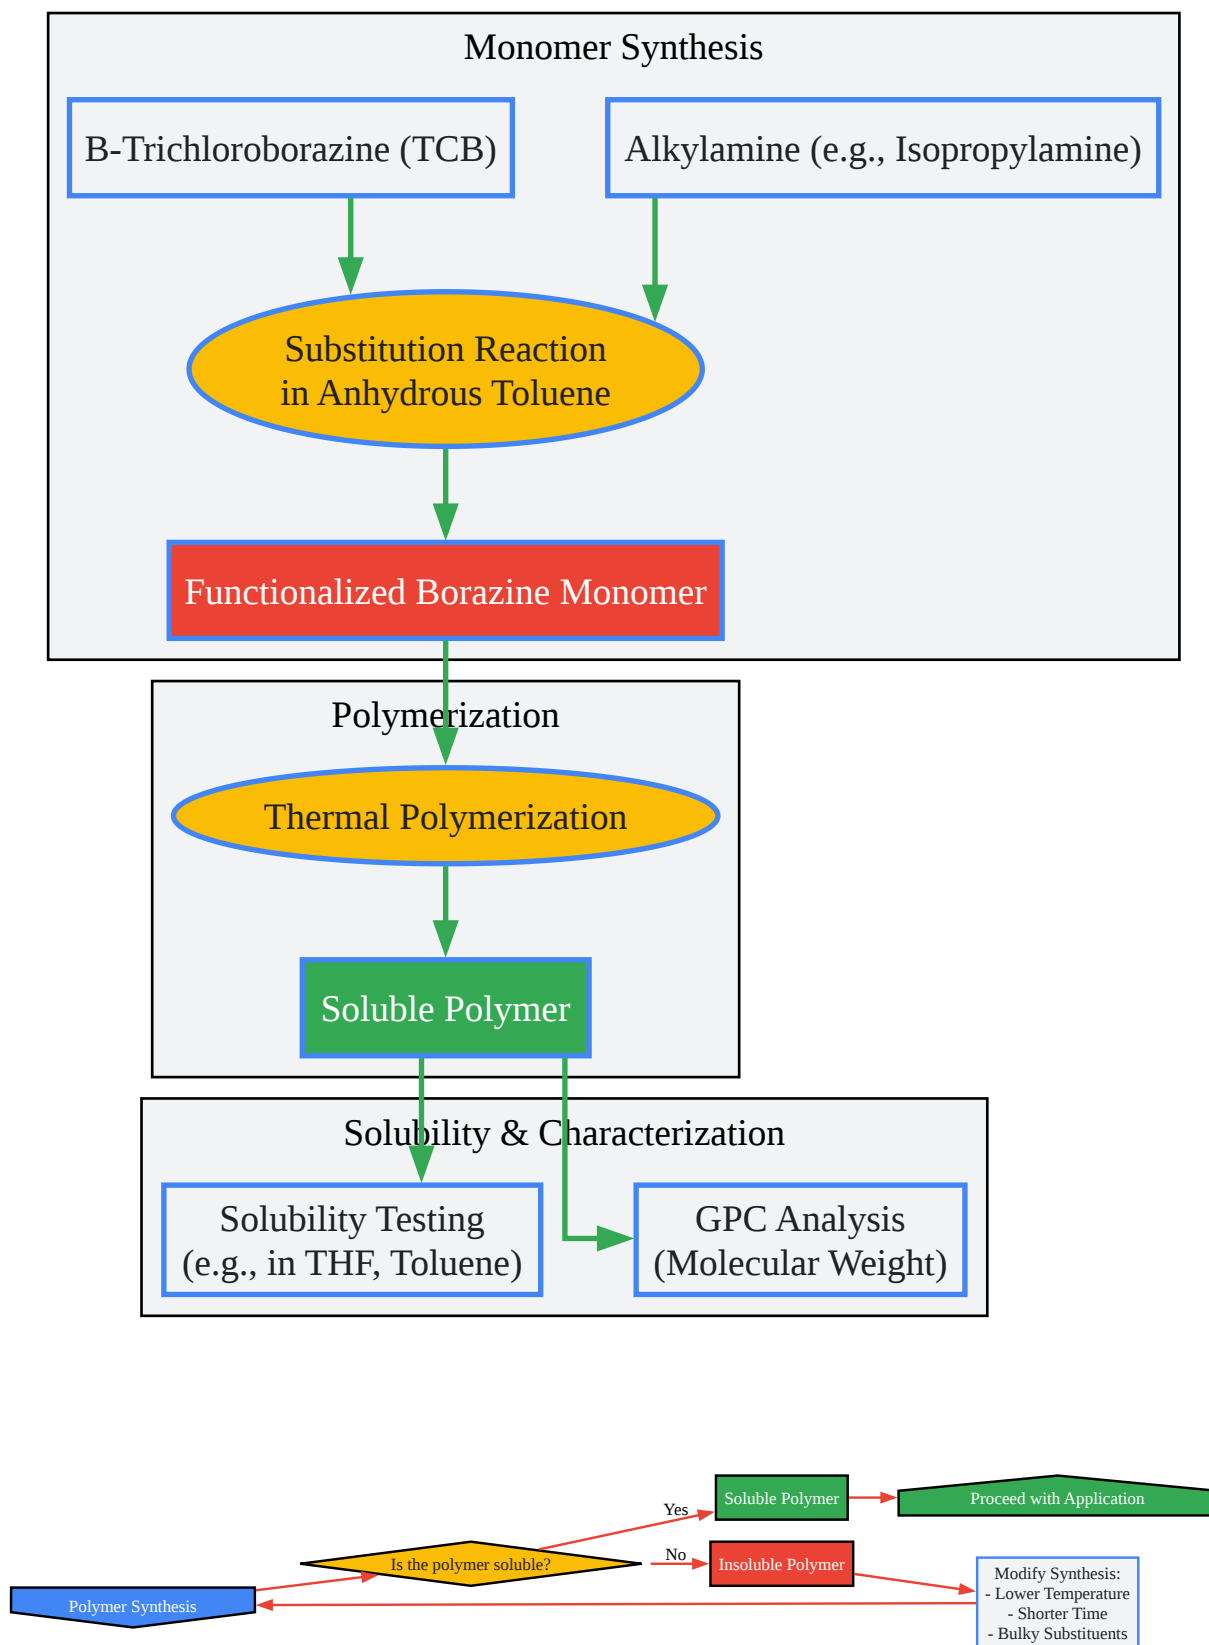 Monomer Synthesis
B-Trichloroborazine (TCB)
Alkylamine (e.g., Isopropylamine)
Substitution Reaction
in Anhydrous Toluene
Functionalized Borazine Monomer
Polymerization
Thermal Polymerization
Soluble Polymer
Solubility & Characterization
Solubility Testing
(e.g., in THF, Toluene)
GPC Analysis
(Molecular Weight)
Soluble Polymer
Proceed with Application
Yes
Is the polymer soluble?
No
Insoluble Polymer
Polymer Synthesis
Modify Synthesis:
- Lower Temperature
- Shorter Time
- Bulky Substituents